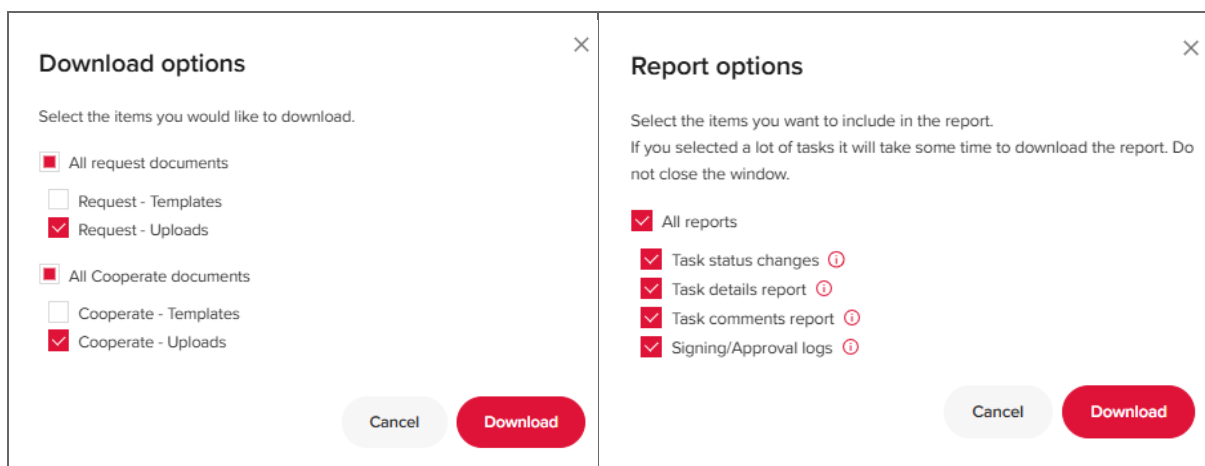 Download options
Select the items you would like to download.
All request documents
Request - Templates
Request - Uploads
All Cooperate documents
Cooperate - Templates
Cooperate - Uploads
Cancel
Download
Report options
Select the items you want to include in the report.
If you selected a lot of tasks it will take some time to download the report. Do
not close the window.
All reports
Task status changes
Task details report
Task comments report
Signing/Approval logs
Cancel
Download